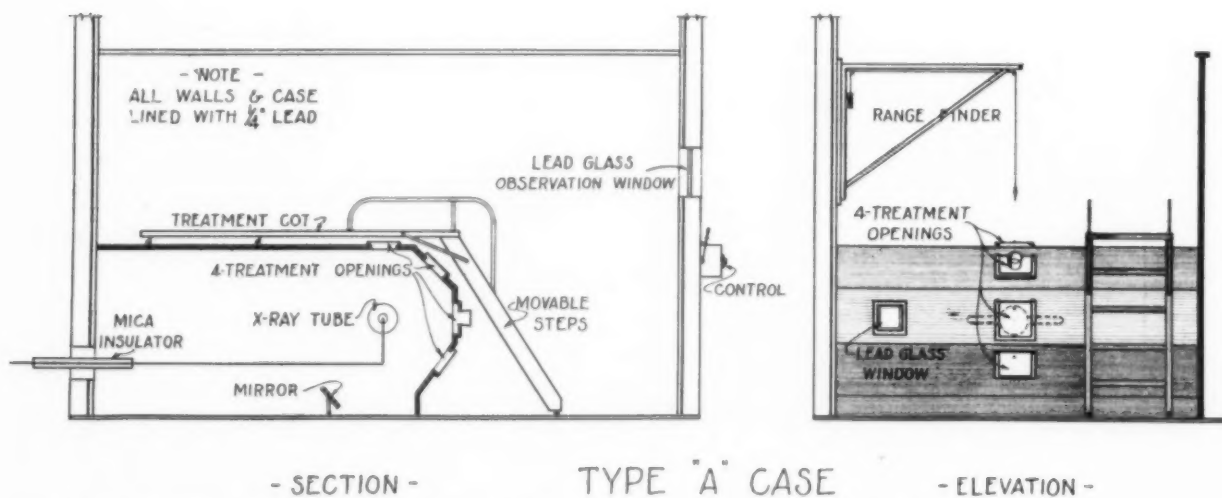 - NOTE -
ALL WALLS & CASE
LINED WITH 1/4" LEAD
LEAD GLASS
OBSERVATION WINDOW
TREATMENT COT
4-TREATMENT OPENINGS
X-RAY TUBE
MICA
INSULATOR
MIRROR
MOVABLE
STEPS
CONTROL
RANGE FINDER
4-TREATMENT
OPENINGS
LEAD GLASS
WINDOW
- SECTION -
TYPE "A" CASE
- ELEVATION -